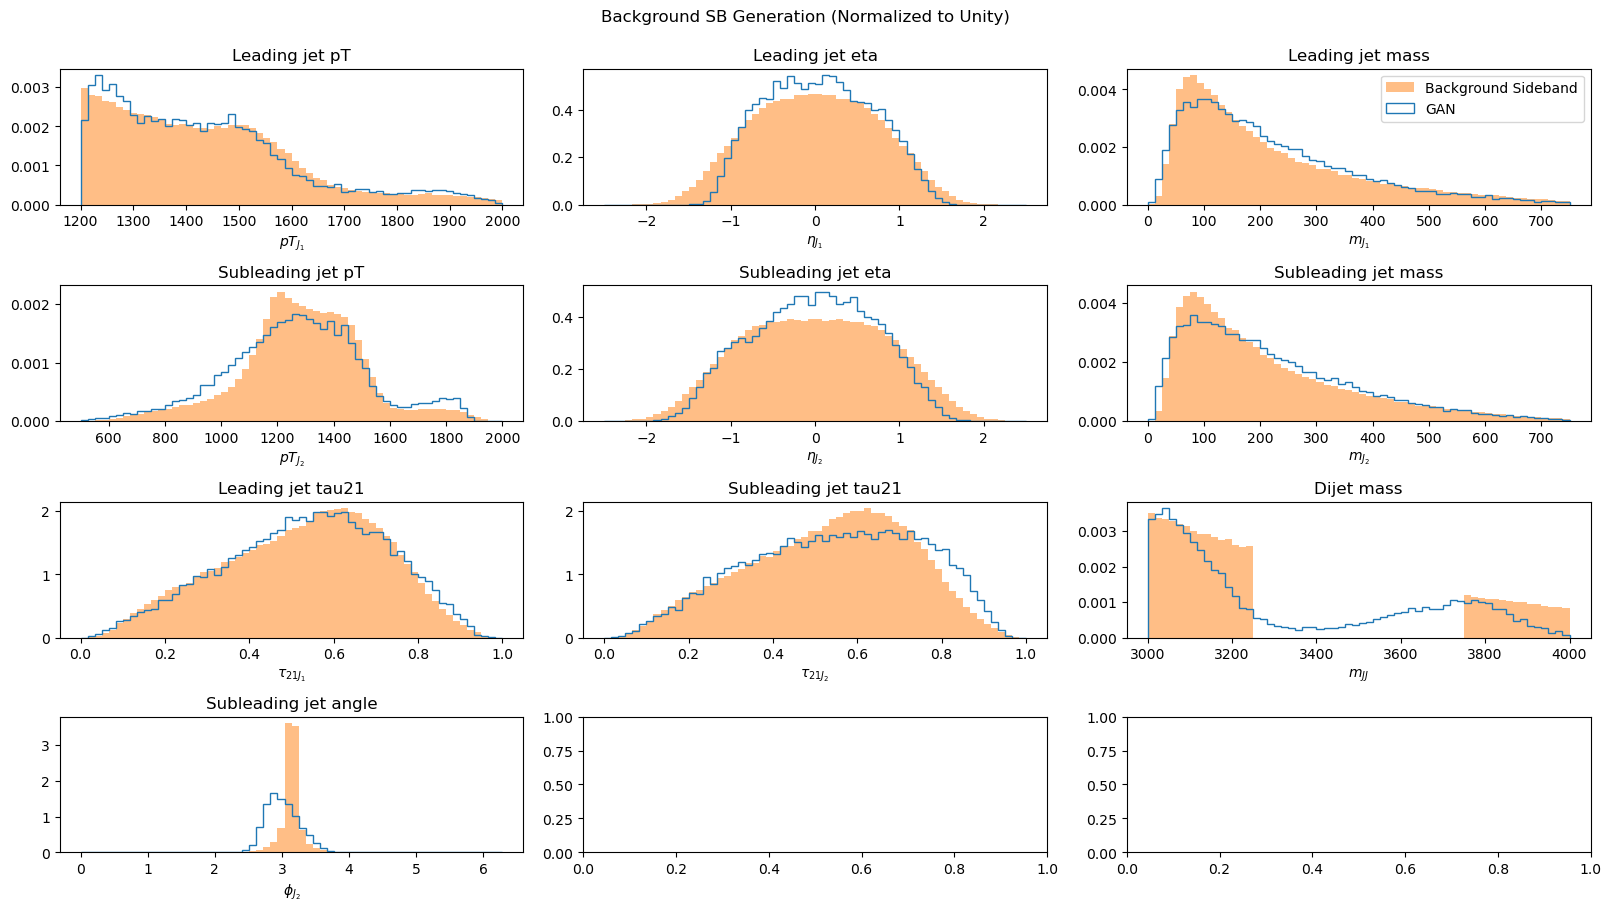 Background SB Generation (Normalized to Unity)
Leading jet pT
0.003
0.002
0.001
0.000
1200 1300 1400 1500 1600 1700 1800 1900 2000
pT_{J_1}
Leading jet eta
0.4
0.2
0.0
−2 −1 0 1 2
η_{J_1}
Leading jet mass
Background Sideband
GAN
0.004
0.002
0.000
0 100 200 300 400 500 600 700
m_{J_1}
Subleading jet pT
0.002
0.001
0.000
600 800 1000 1200 1400 1600 1800 2000
pT_{J_2}
Subleading jet eta
0.4
0.2
0.0
−2 −1 0 1 2
η_{J_2}
Subleading jet mass
0.004
0.002
0.000
0 100 200 300 400 500 600 700
m_{J_2}
Leading jet tau21
2
1
0
0.0 0.2 0.4 0.6 0.8 1.0
τ_{21J_1}
Subleading jet tau21
2
1
0
0.0 0.2 0.4 0.6 0.8 1.0
τ_{21J_2}
Dijet mass
0.003
0.002
0.001
0.000
3000 3200 3400 3600 3800 4000
m_{JJ}
Subleading jet angle
3
2
1
0
0 1 2 3 4 5 6
ϕ_{J_2}
1.00
0.75
0.50
0.25
0.00
0.0 0.2 0.4 0.6 0.8 1.0
1.00
0.75
0.50
0.25
0.00
0.0 0.2 0.4 0.6 0.8 1.0